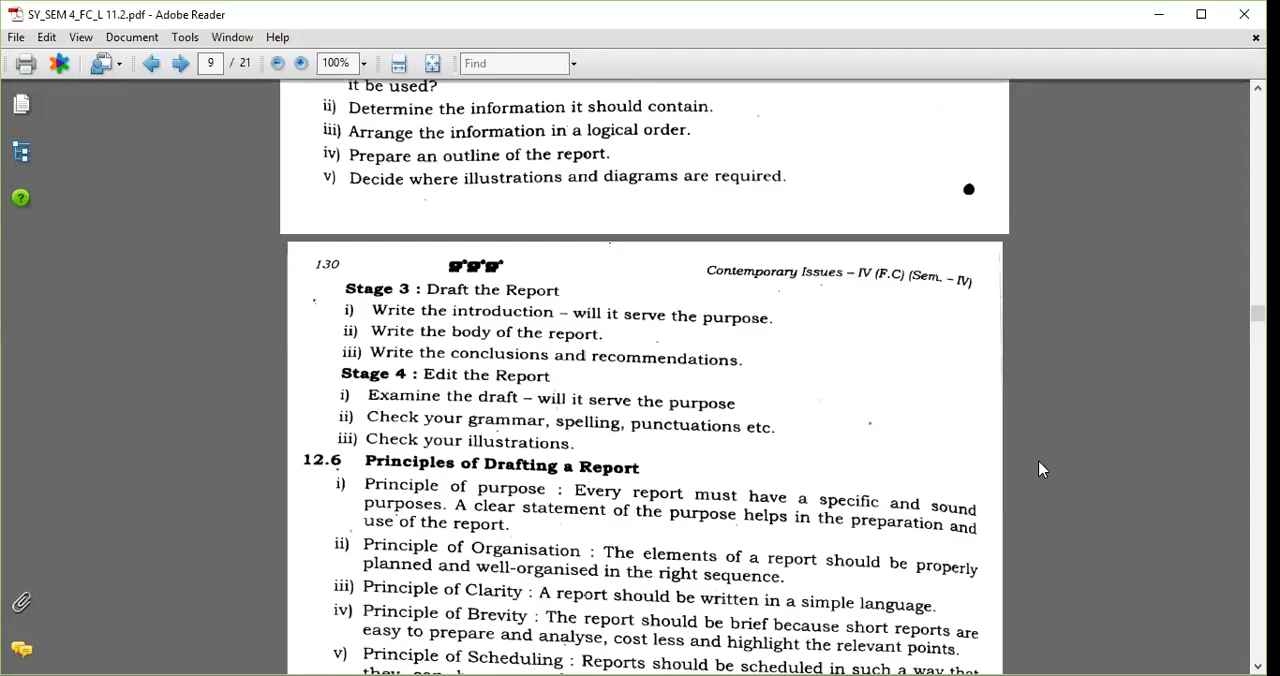 SY_SEM 4_FC_L 11.2.pdf - Adobe Reader
File Edit View Document Tools Window Help
9 / 21 100% Find
it be used?
ii) Determine the information it should contain.
iii) Arrange the information in a logical order.
iv) Prepare an outline of the report.
v) Decide where illustrations and diagrams are required.
130 Contemporary Issues – IV (F.C) (Sem. – IV)
Stage 3 : Draft the Report
i) Write the introduction – will it serve the purpose.
ii) Write the body of the report.
iii) Write the conclusions and recommendations.
Stage 4 : Edit the Report
i) Examine the draft – will it serve the purpose
ii) Check your grammar, spelling, punctuations etc.
iii) Check your illustrations.
12.6 Principles of Drafting a Report
i) Principle of purpose : Every report must have a specific and sound
purposes. A clear statement of the purpose helps in the preparation and
use of the report.
ii) Principle of Organisation : The elements of a report should be properly
planned and well-organised in the right sequence.
iii) Principle of Clarity : A report should be written in a simple language.
iv) Principle of Brevity : The report should be brief because short reports are
easy to prepare and analyse, cost less and highlight the relevant points.
v) Principle of Scheduling : Reports should be scheduled in such a way that